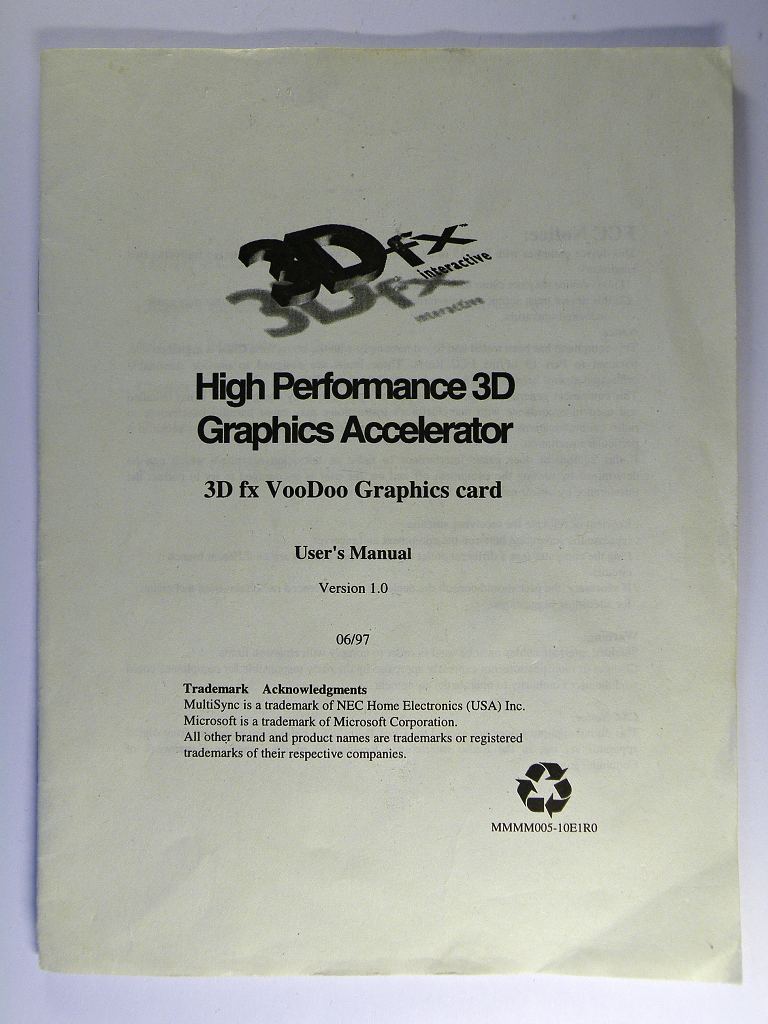 3Dfx™
interactive
High Performance 3D
Graphics Accelerator
3D fx VooDoo Graphics card
User's Manual
Version 1.0
06/97
Trademark Acknowledgments
MultiSync is a trademark of NEC Home Electronics (USA) Inc.
Microsoft is a trademark of Microsoft Corporation.
All other brand and product names are trademarks or registered
trademarks of their respective companies.
MMMM005-10E1R0